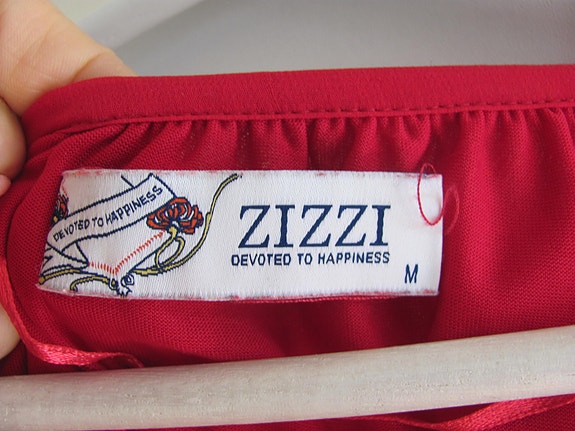 DEVOTED TO HAPPINESS
ZIZZI
DEVOTED TO HAPPINESS
M